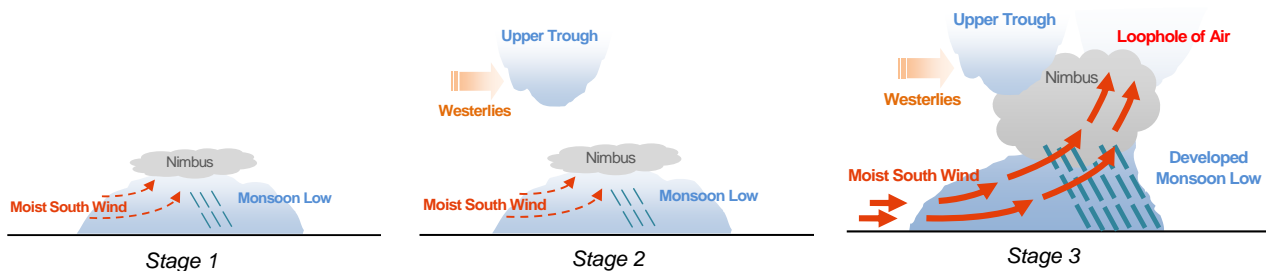 Nimbus
Moist South Wind
Monsoon Low
Stage 1
Upper Trough
Westerlies
Nimbus
Moist South Wind
Monsoon Low
Stage 2
Upper Trough
Loophole of Air
Nimbus
Westerlies
Developed
Monsoon Low
Moist South Wind
Stage 3